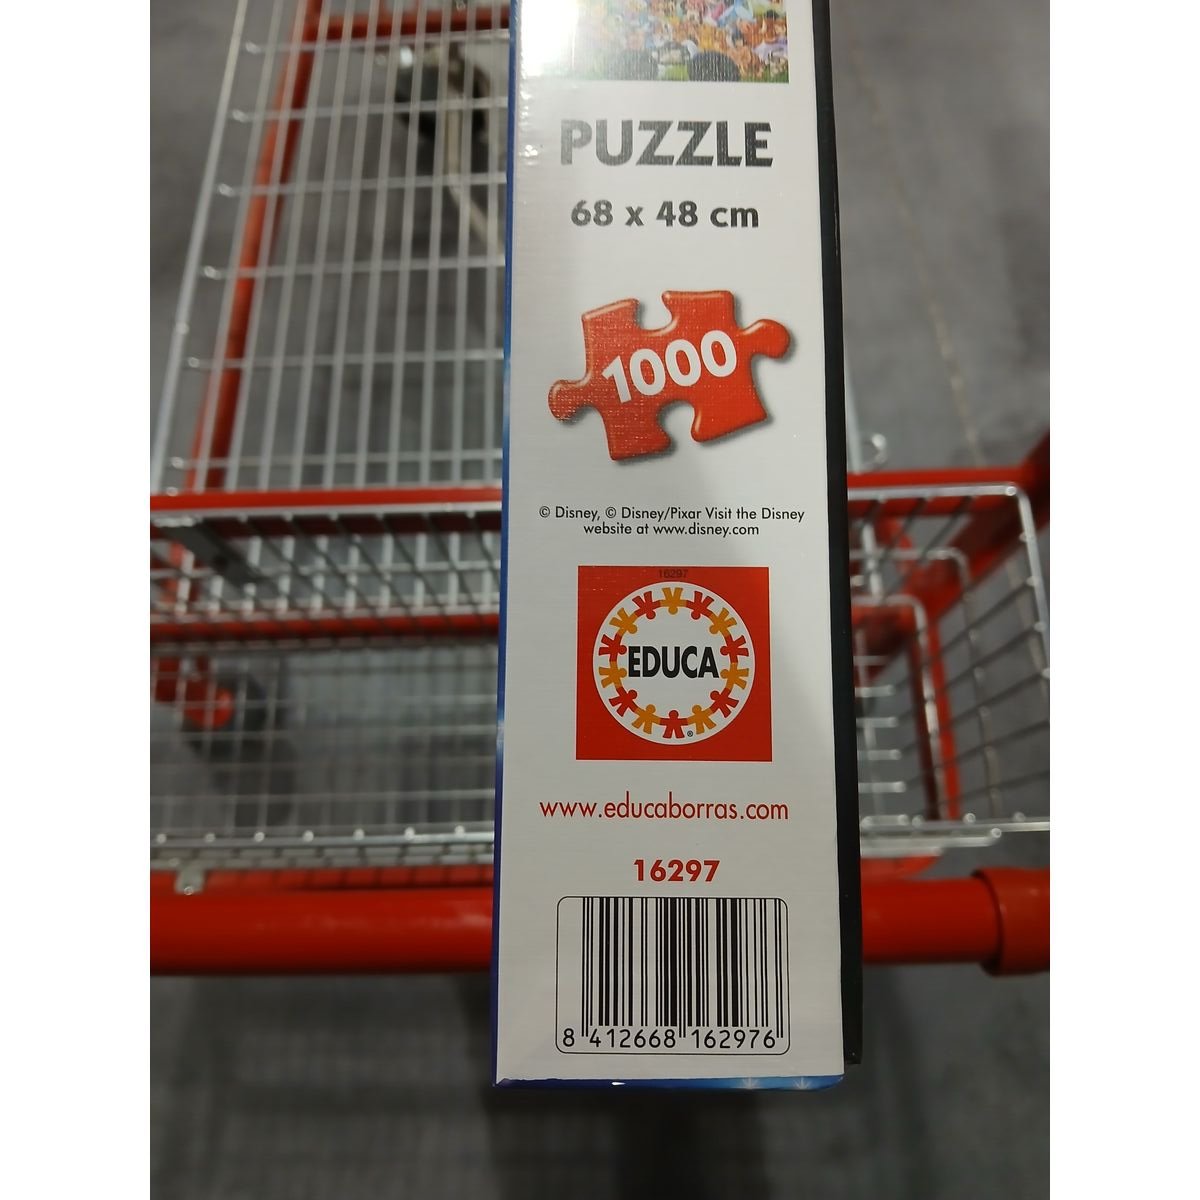 PUZZLE
68 x 48 cm
1000
© Disney, © Disney/Pixar Visit the Disney
website at www.disney.com
16297
EDUCA
®
www.educaborras.com
16297
8 412668 162976